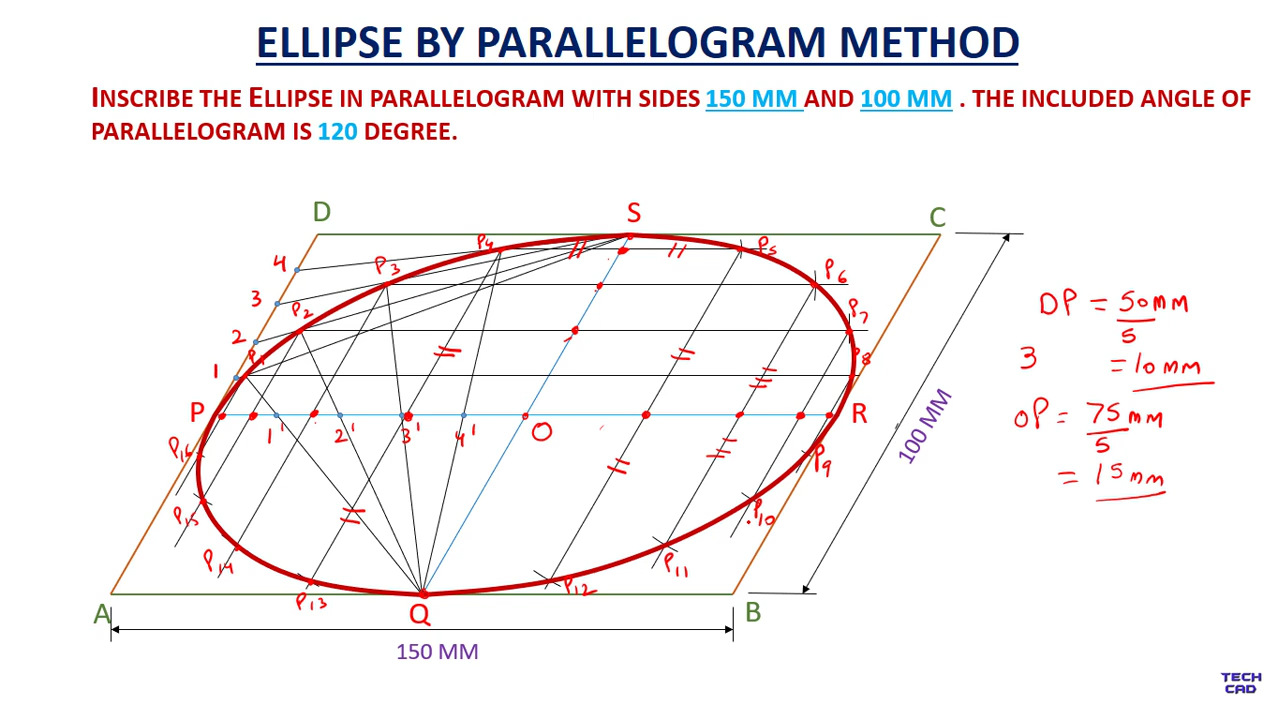 ELLIPSE BY PARALLELOGRAM METHOD
INSCRIBE THE ELLIPSE IN PARALLELOGRAM WITH SIDES 150 MM AND 100 MM . THE INCLUDED ANGLE OF
PARALLELOGRAM IS 120 DEGREE.
D S C
4 P4 P5
P3 P6
3 P2 P7
2 P1 P8
1
P 1' 2' 3' 4' O R
P16 P9
P15 P10
P14 P11
P13 P12
A Q B
150 MM
100 MM
DP = 50mm
5
3 = 10mm
OP = 75mm
5
= 15mm
TECH
CAD